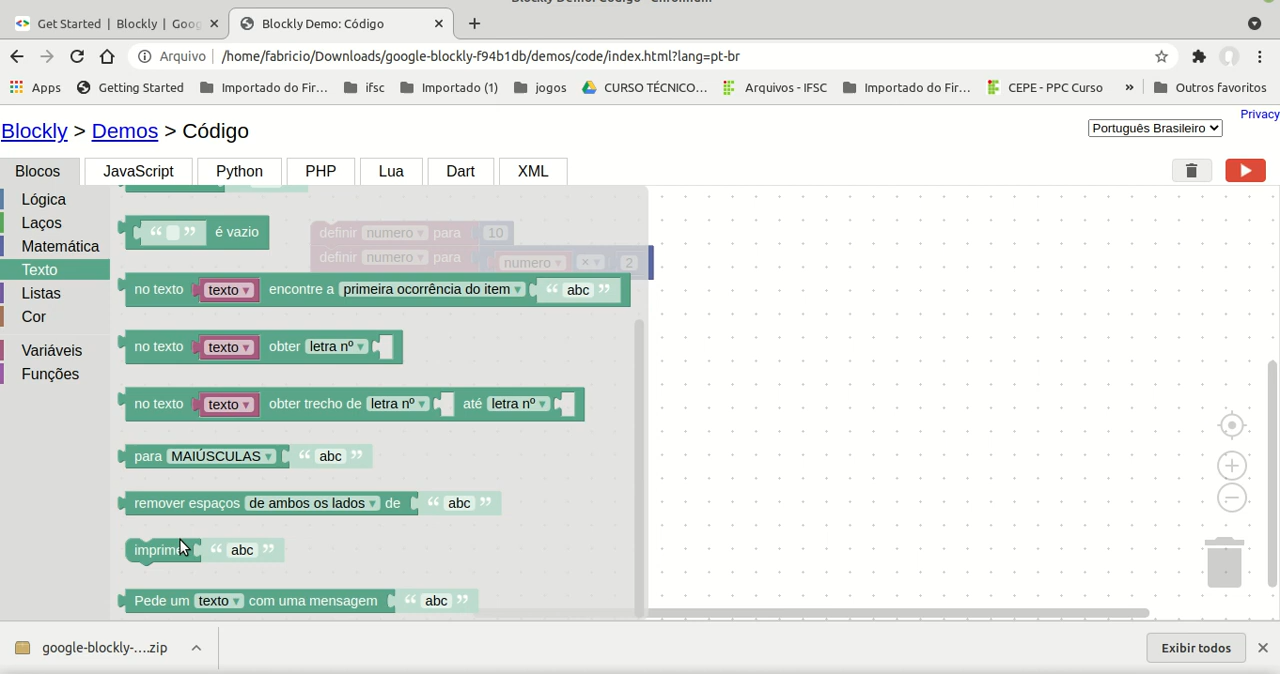 Blockly Demo: Código - Chromium
Get Started | Blockly | Goog
Blockly Demo: Código
Arquivo | /home/fabricio/Downloads/google-blockly-f94b1db/demos/code/index.html?lang=pt-br
Apps Getting Started Importado do Fir... ifsc Importado (1) jogos CURSO TÉCNICO... Arquivos - IFSC Importado do Fir... CEPE - PPC Curso » Outros favoritos
Privacy
Blockly > Demos > Código
Português Brasileiro
Blocos JavaScript Python PHP Lua Dart XML
Lógica
Laços
Matemática
Texto
Listas
Cor
Variáveis
Funções
“ ” é vazio
definir numero para 10
definir numero para numero × 2
no texto texto encontre a primeira ocorrência do item “ abc ”
no texto texto obter letra nº
no texto texto obter trecho de letra nº até letra nº
para MAIÚSCULAS “ abc ”
remover espaços de ambos os lados de “ abc ”
imprime “ abc ”
Pede um texto com uma mensagem “ abc ”
google-blockly-....zip
Exibir todos